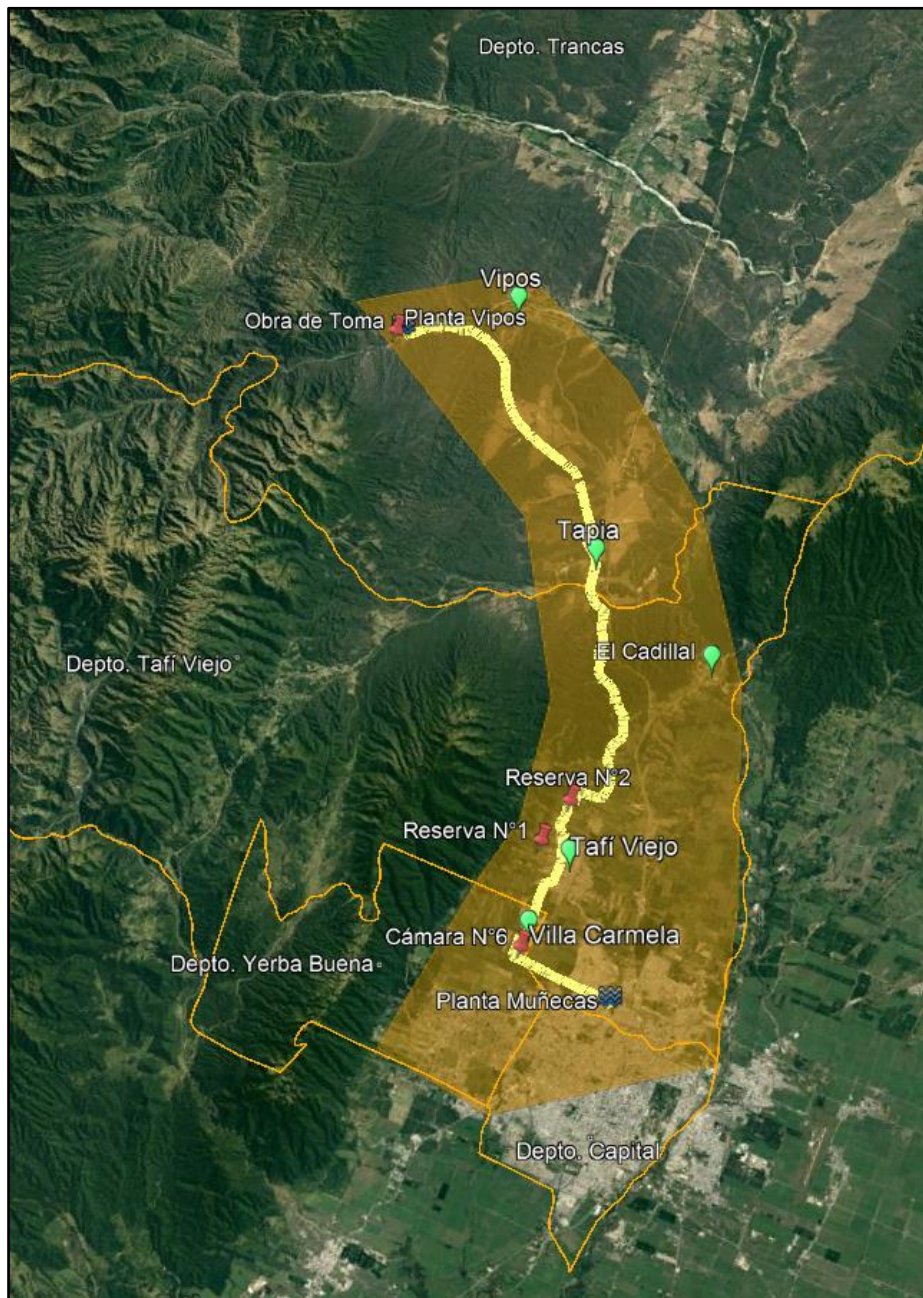 Depto. Trancas
Vipos
Obra de Toma
Planta Vipos
Tapia
El Cadillal
Depto. Tafí Viejo
Reserva N°2
Reserva N°1
Tafí Viejo
Cámara N°6
Villa Carmela
Depto. Yerba Buena
Planta Muñecas
Depto. Capital